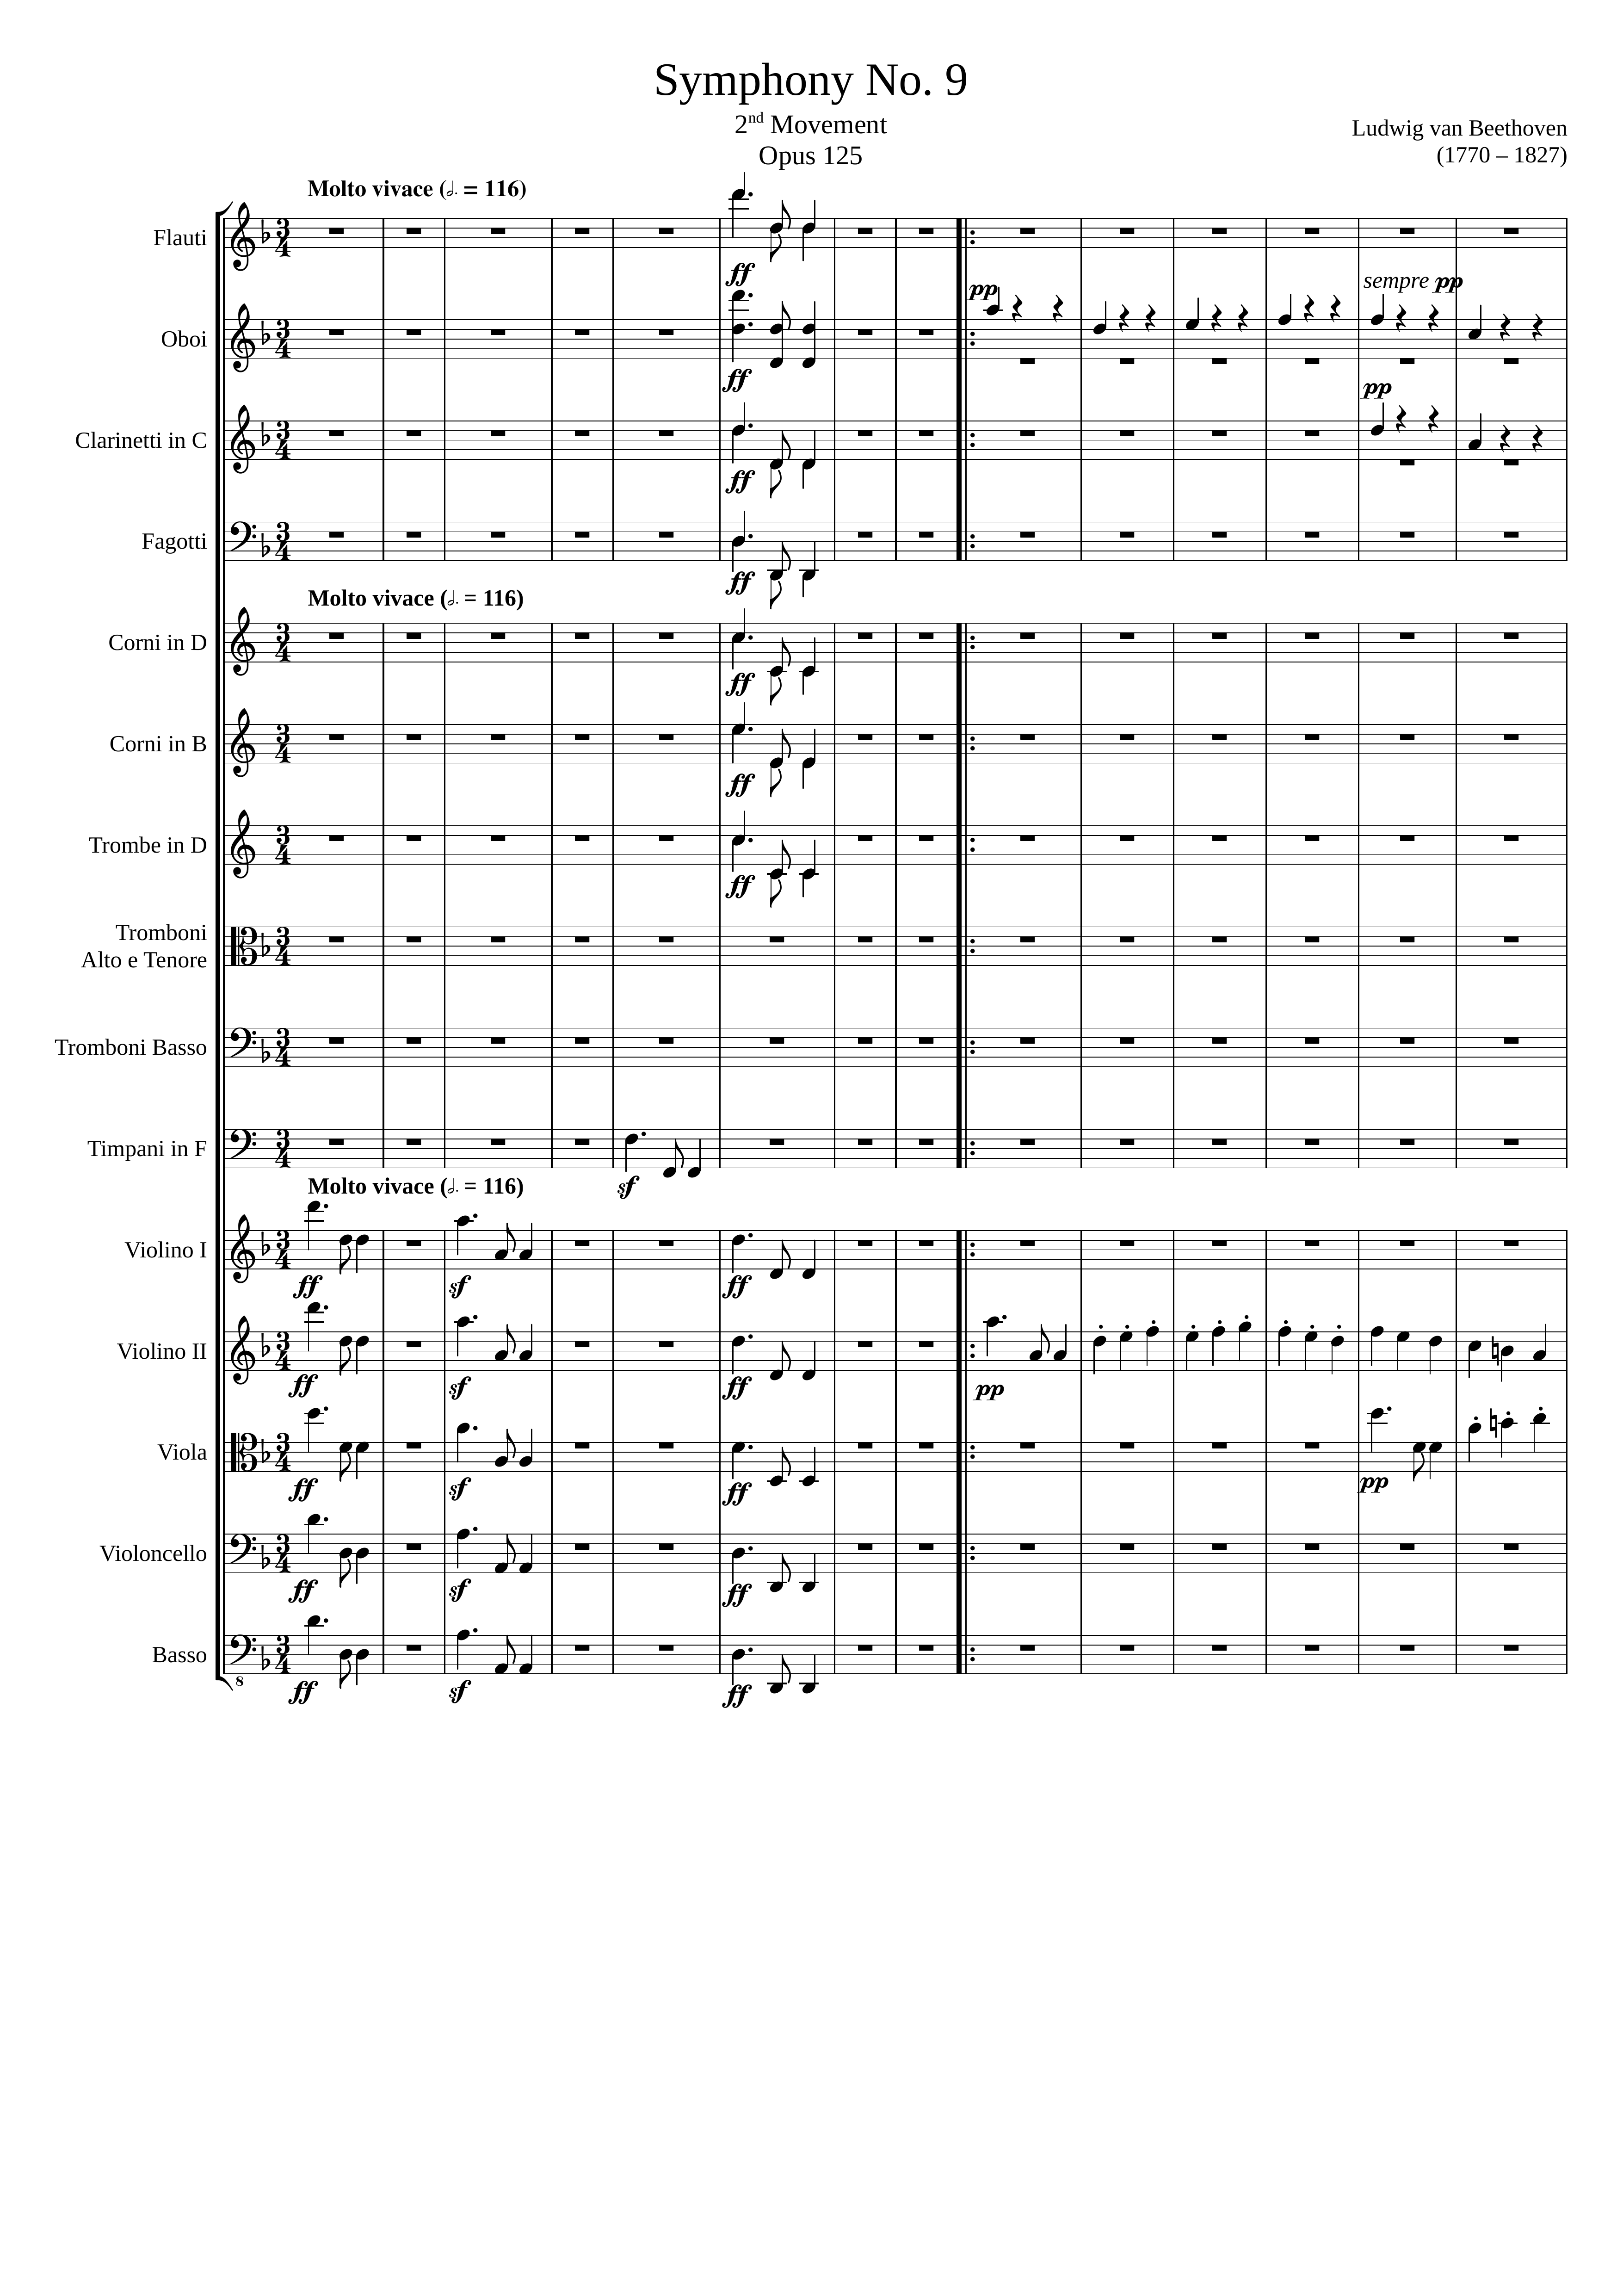 Symphony No. 9
2nd Movement
Opus 125
Ludwig van Beethoven
(1770 – 1827)
Molto vivace (𝅗𝅥. = 116)
Flauti
ff
sempre pp
pp
Oboi
ff
pp
Clarinetti in C
ff
Fagotti
ff
Molto vivace (𝅗𝅥. = 116)
Corni in D
ff
Corni in B
ff
Trombe in D
ff
Tromboni
Alto e Tenore
Tromboni Basso
Timpani in F
sf
Molto vivace (𝅗𝅥. = 116)
Violino I
ff sf ff
Violino II
ff sf ff pp
Viola
ff sf ff pp
Violoncello
ff sf ff
Basso
8
ff sf ff